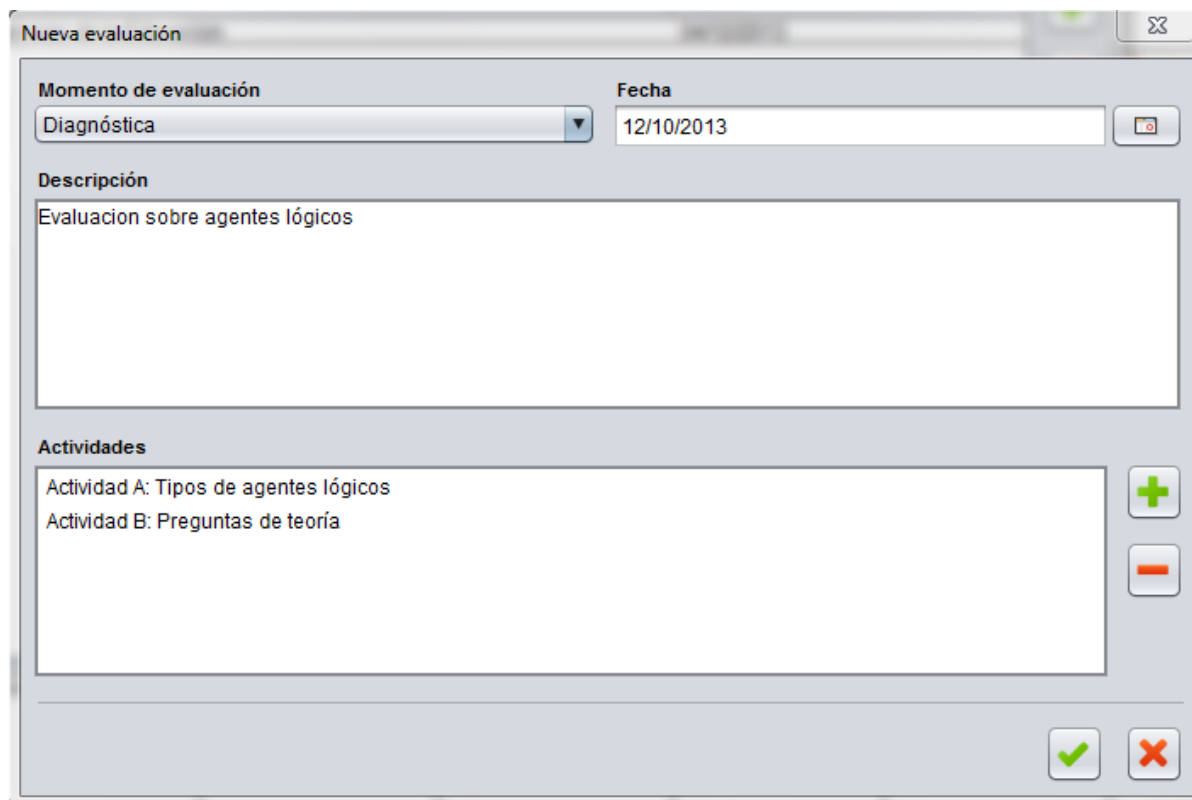 Nueva evaluación
Momento de evaluación
Fecha
Diagnóstica
12/10/2013
Descripción
Evaluacion sobre agentes lógicos
Actividades
Actividad A: Tipos de agentes lógicos
Actividad B: Preguntas de teoría